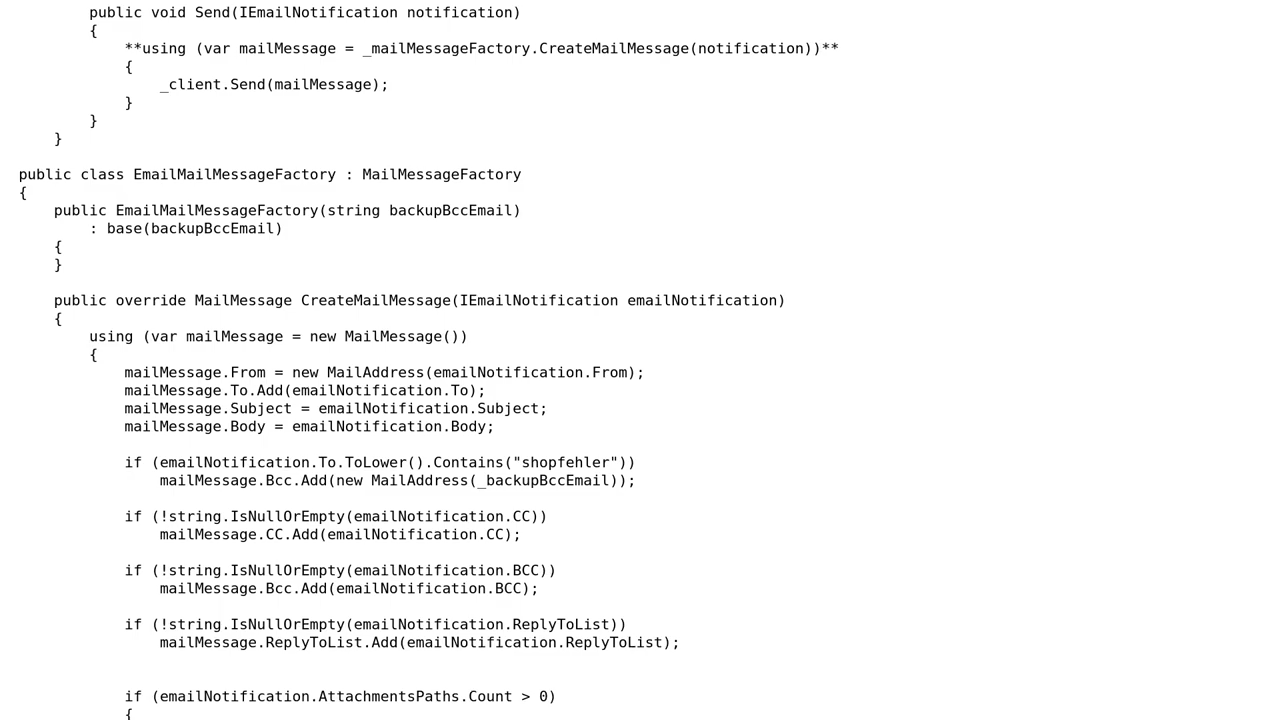 public void Send(IEmailNotification notification)
{
**using (var mailMessage = _mailMessageFactory.CreateMailMessage(notification))**
{
_client.Send(mailMessage);
}
}
}
public class EmailMailMessageFactory : MailMessageFactory
{
public EmailMailMessageFactory(string backupBccEmail)
: base(backupBccEmail)
{
}
public override MailMessage CreateMailMessage(IEmailNotification emailNotification)
{
using (var mailMessage = new MailMessage())
{
mailMessage.From = new MailAddress(emailNotification.From);
mailMessage.To.Add(emailNotification.To);
mailMessage.Subject = emailNotification.Subject;
mailMessage.Body = emailNotification.Body;
if (emailNotification.To.ToLower().Contains("shopfehler"))
mailMessage.Bcc.Add(new MailAddress(_backupBccEmail));
if (!string.IsNullOrEmpty(emailNotification.CC))
mailMessage.CC.Add(emailNotification.CC);
if (!string.IsNullOrEmpty(emailNotification.BCC))
mailMessage.Bcc.Add(emailNotification.BCC);
if (!string.IsNullOrEmpty(emailNotification.ReplyToList))
mailMessage.ReplyToList.Add(emailNotification.ReplyToList);
if (emailNotification.AttachmentsPaths.Count > 0)
{